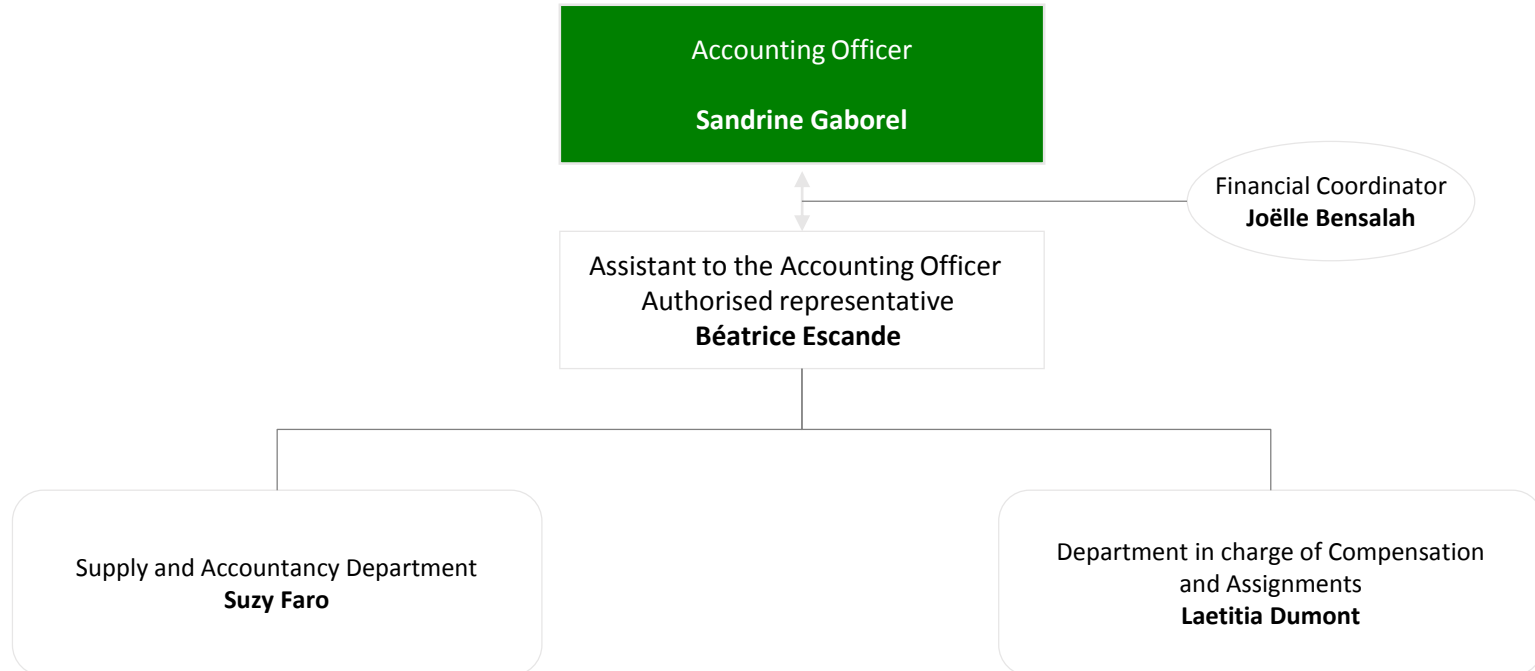 Accounting Officer
Sandrine Gaborel
Financial Coordinator
Joëlle Bensalah
Assistant to the Accounting Officer
Authorised representative
Béatrice Escande
Supply and Accountancy Department
Suzy Faro
Department in charge of Compensation
and Assignments
Laetitia Dumont